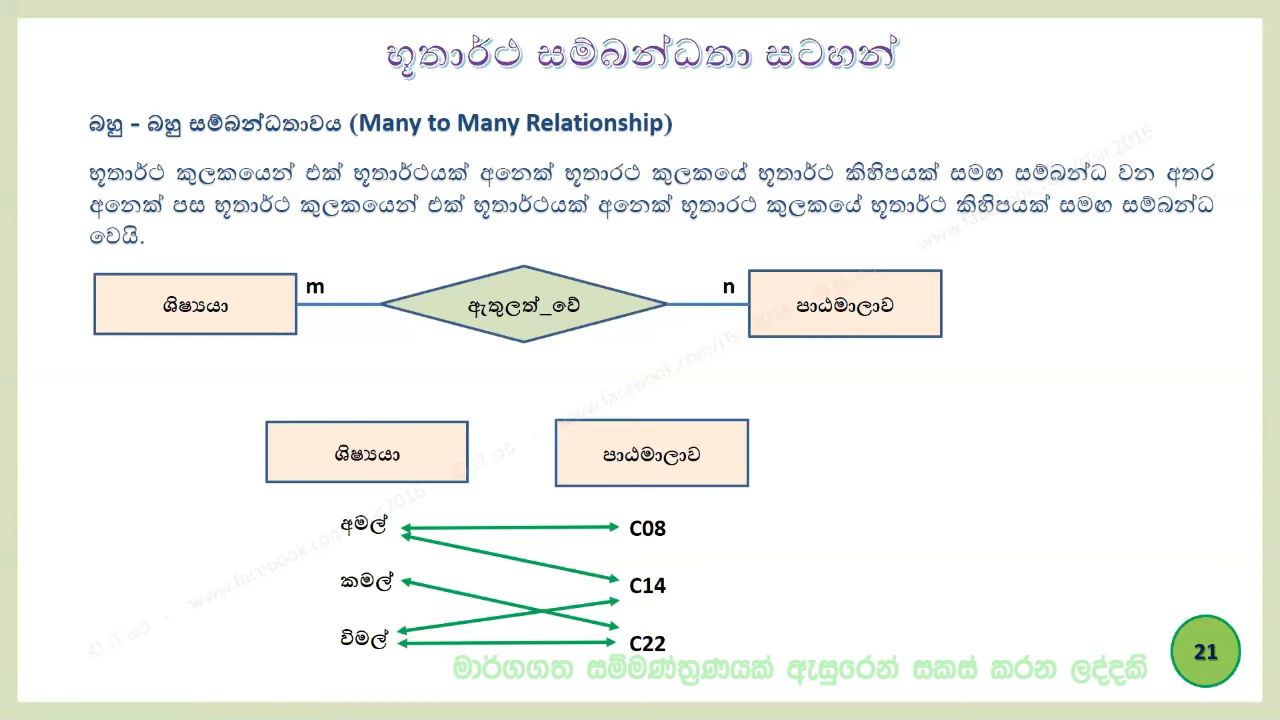 භූතාර්ථ සම්බන්ධතා සටහන්
බහු - බහු සම්බන්ධතාවය (Many to Many Relationship)
භූතාර්ථ කුලකයෙන් එක් භූතාර්ථයක් අනෙක් භූතාරථ කුලකයේ භූතාර්ථ කිහිපයක් සමඟ සම්බන්ධ වන අතර
අනෙක් පස භූතාර්ථ කුලකයෙන් එක් භූතාර්ථයක් අනෙක් භූතාරථ කුලකයේ භූතාර්ථ කිහිපයක් සමඟ සම්බන්ධ
වෙයි.
ශිෂ්‍යයා m ඇතුලත්_වේ n පාඨමාලාව
ශිෂ්‍යයා පාඨමාලාව
අමල් C08
කමල් C14
විමල් C22
මාර්ගගත සම්මණ්ත්‍රණයක් ඇසුරෙන් සකස් කරන ලද්දකි
21